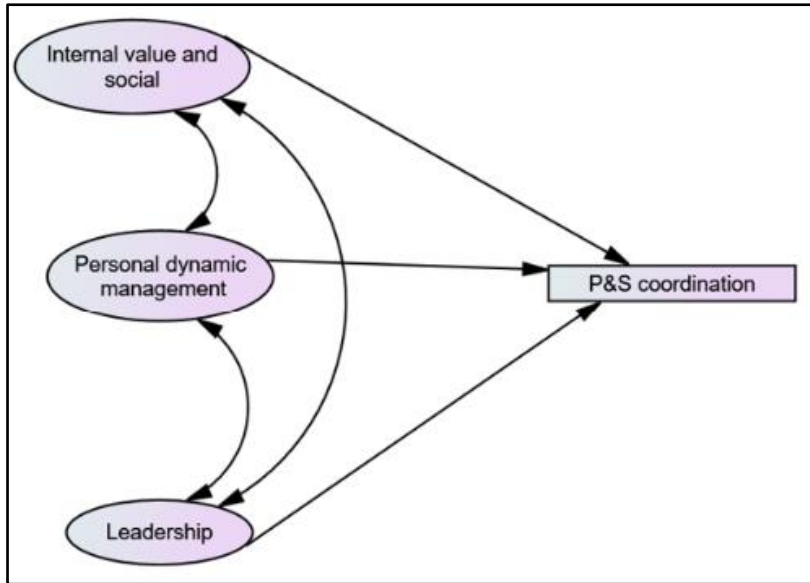 Internal value and
social
Personal dynamic
management
P&S coordination
Leadership